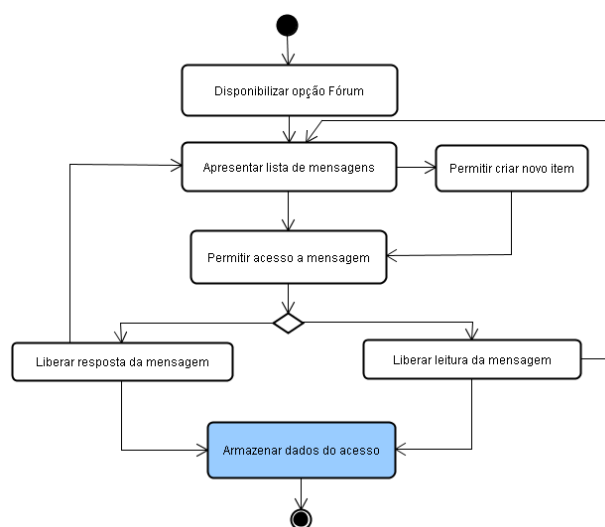 Disponibilizar opção Fórum
Apresentar lista de mensagens
Permitir criar novo item
Permitir acesso a mensagem
Liberar resposta da mensagem
Liberar leitura da mensagem
Armazenar dados do acesso